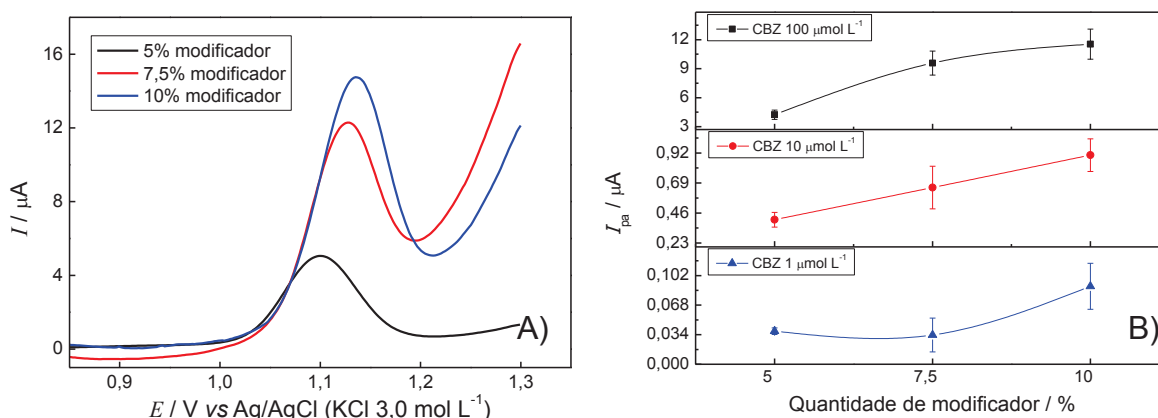 16
12
8
4
0
I / μA
5% modificador
7,5% modificador
10% modificador
A)
0,9
1,0
1,1
1,2
1,3
E / V vs Ag/AgCl (KCl 3.0 mol L⁻¹)
12
9
6
3
CBZ 100 μmol L⁻¹
0,92
0,69
0,46
0,23
CBZ 10 μmol L⁻¹
0,102
0,068
0,034
0,000
CBZ 1 μmol L⁻¹
I pa / μA
B)
5
7,5
10
Quantidade de modificador / %